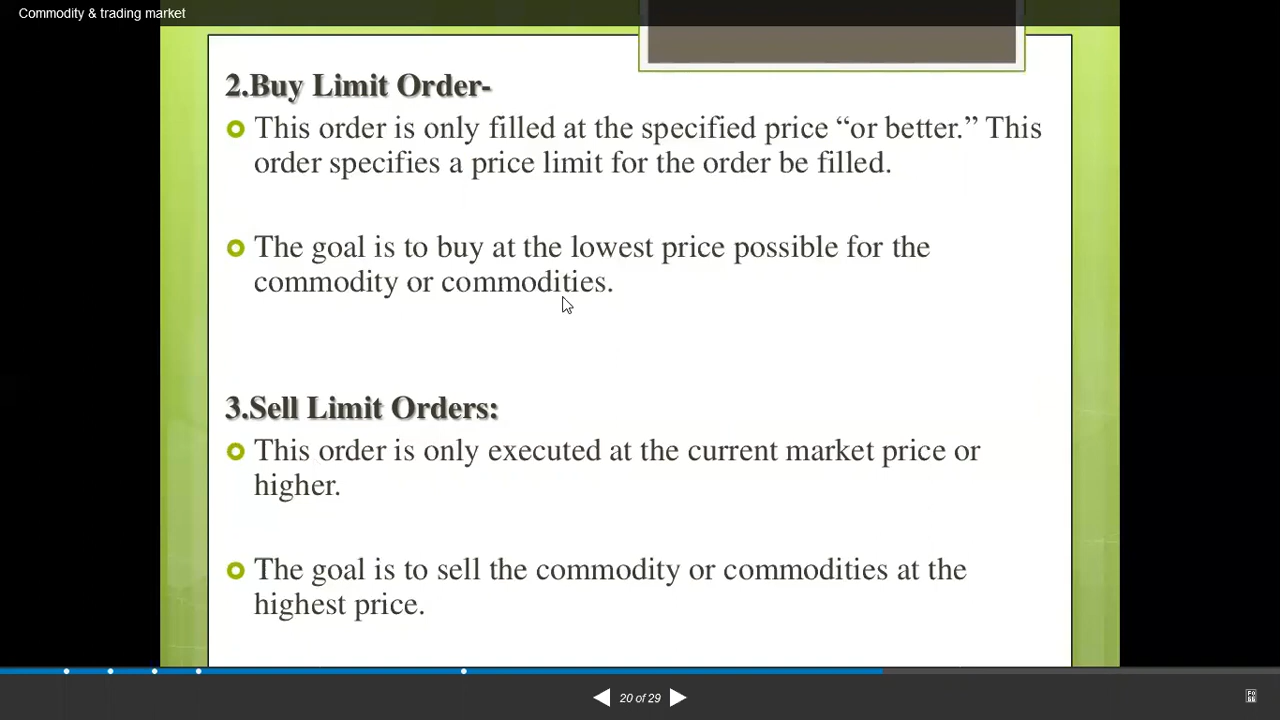 Commodity & trading market
2.Buy Limit Order-
This order is only filled at the specified price “or better.” This
order specifies a price limit for the order be filled.
The goal is to buy at the lowest price possible for the
commodity or commodities.
3.Sell Limit Orders:
This order is only executed at the current market price or
higher.
The goal is to sell the commodity or commodities at the
highest price.
20 of 29